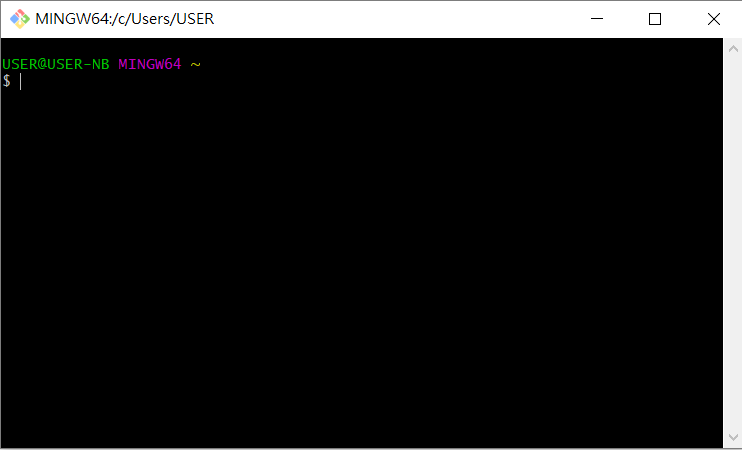 MINGW64:/c/Users/USER
USER@USER-NB MINGW64 ~
$